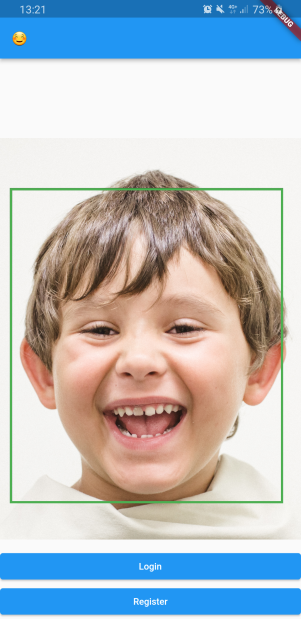 13:21
73%
DEBUG
Login
Register